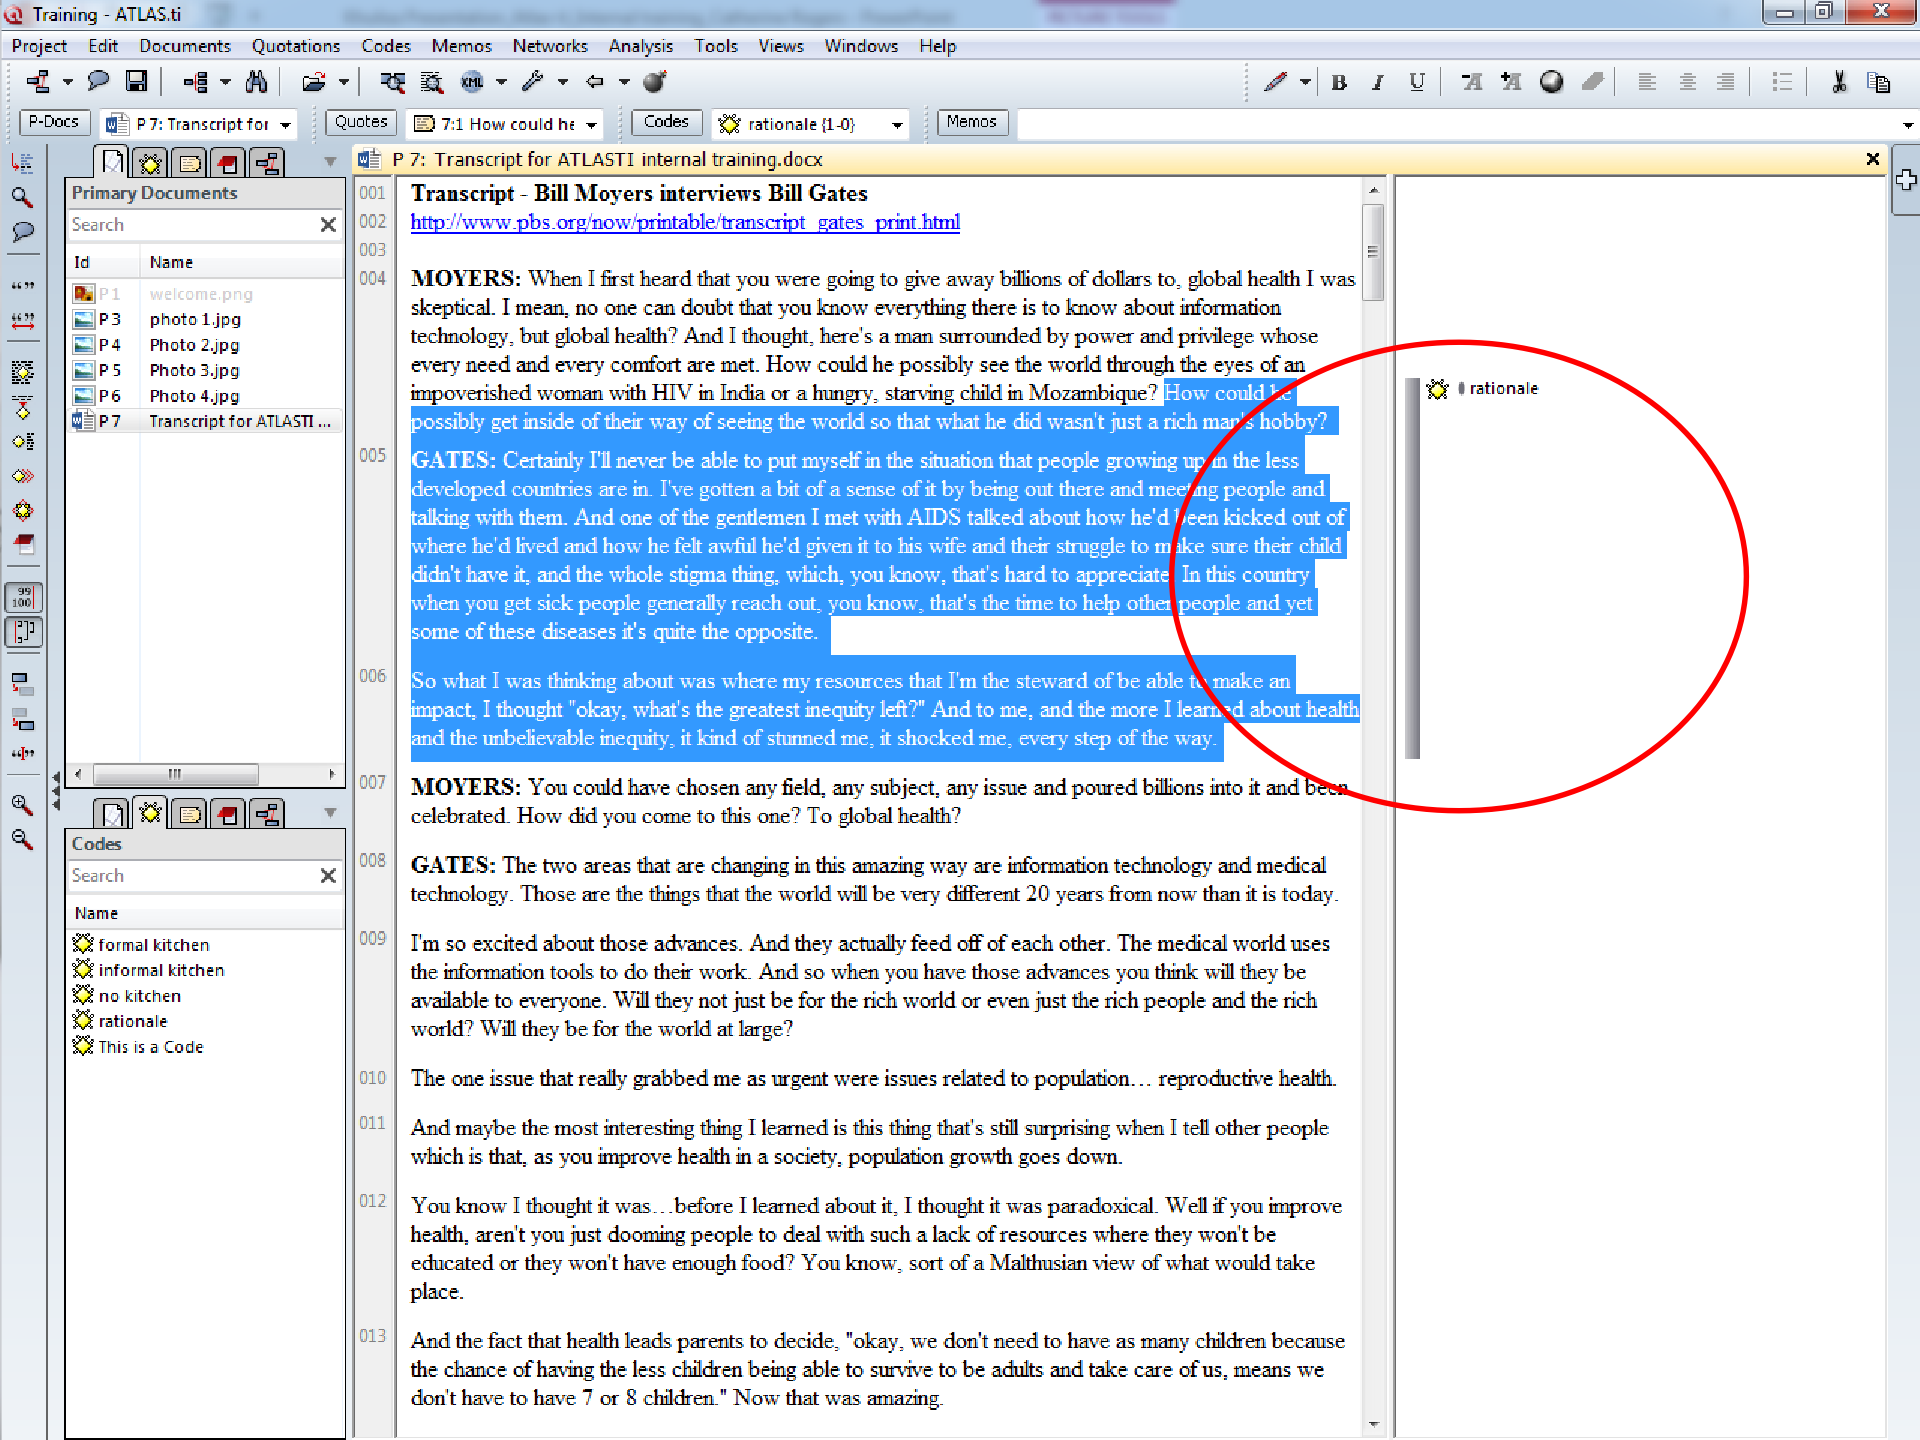 Training - ATLAS.ti
Project Edit Documents Quotations Codes Memos Networks Analysis Tools Views Windows Help
XML B I U A A
P-Docs P 7: Transcript for Quotes 7:1 How could he Codes rationale {1-0} Memos
P 7: Transcript for ATLASTI internal training.docx
Primary Documents
Search
Id Name
P 1 welcome.png
P 3 photo 1.jpg
P 4 Photo 2.jpg
P 5 Photo 3.jpg
P 6 Photo 4.jpg
P 7 Transcript for ATLASTI ...
99
100
Codes
Search
Name
formal kitchen
informal kitchen
no kitchen
rationale
This is a Code
001 Transcript - Bill Moyers interviews Bill Gates
002 http://www.pbs.org/now/printable/transcript_gates_print.html
003
004 MOYERS: When I first heard that you were going to give away billions of dollars to, global health I was
skeptical. I mean, no one can doubt that you know everything there is to know about information
technology, but global health? And I thought, here's a man surrounded by power and privilege whose
every need and every comfort are met. How could he possibly see the world through the eyes of an
impoverished woman with HIV in India or a hungry, starving child in Mozambique? How could he
possibly get inside of their way of seeing the world so that what he did wasn't just a rich man's hobby?
005 GATES: Certainly I'll never be able to put myself in the situation that people growing up in the less
developed countries are in. I've gotten a bit of a sense of it by being out there and meeting people and
talking with them. And one of the gentlemen I met with AIDS talked about how he'd been kicked out of
where he'd lived and how he felt awful he'd given it to his wife and their struggle to make sure their child
didn't have it, and the whole stigma thing, which, you know, that's hard to appreciate. In this country
when you get sick people generally reach out, you know, that's the time to help other people and yet
some of these diseases it's quite the opposite.
006 So what I was thinking about was where my resources that I'm the steward of be able to make an
impact, I thought "okay, what's the greatest inequity left?" And to me, and the more I learned about health
and the unbelievable inequity, it kind of stunned me, it shocked me, every step of the way.
007 MOYERS: You could have chosen any field, any subject, any issue and poured billions into it and been
celebrated. How did you come to this one? To global health?
008 GATES: The two areas that are changing in this amazing way are information technology and medical
technology. Those are the things that the world will be very different 20 years from now than it is today.
009 I'm so excited about those advances. And they actually feed off of each other. The medical world uses
the information tools to do their work. And so when you have those advances you think will they be
available to everyone. Will they not just be for the rich world or even just the rich people and the rich
world? Will they be for the world at large?
010 The one issue that really grabbed me as urgent were issues related to population… reproductive health.
011 And maybe the most interesting thing I learned is this thing that's still surprising when I tell other people
which is that, as you improve health in a society, population growth goes down.
012 You know I thought it was…before I learned about it, I thought it was paradoxical. Well if you improve
health, aren't you just dooming people to deal with such a lack of resources where they won't be
educated or they won't have enough food? You know, sort of a Malthusian view of what would take
place.
013 And the fact that health leads parents to decide, "okay, we don't need to have as many children because
the chance of having the less children being able to survive to be adults and take care of us, means we
don't have to have 7 or 8 children." Now that was amazing.
rationale